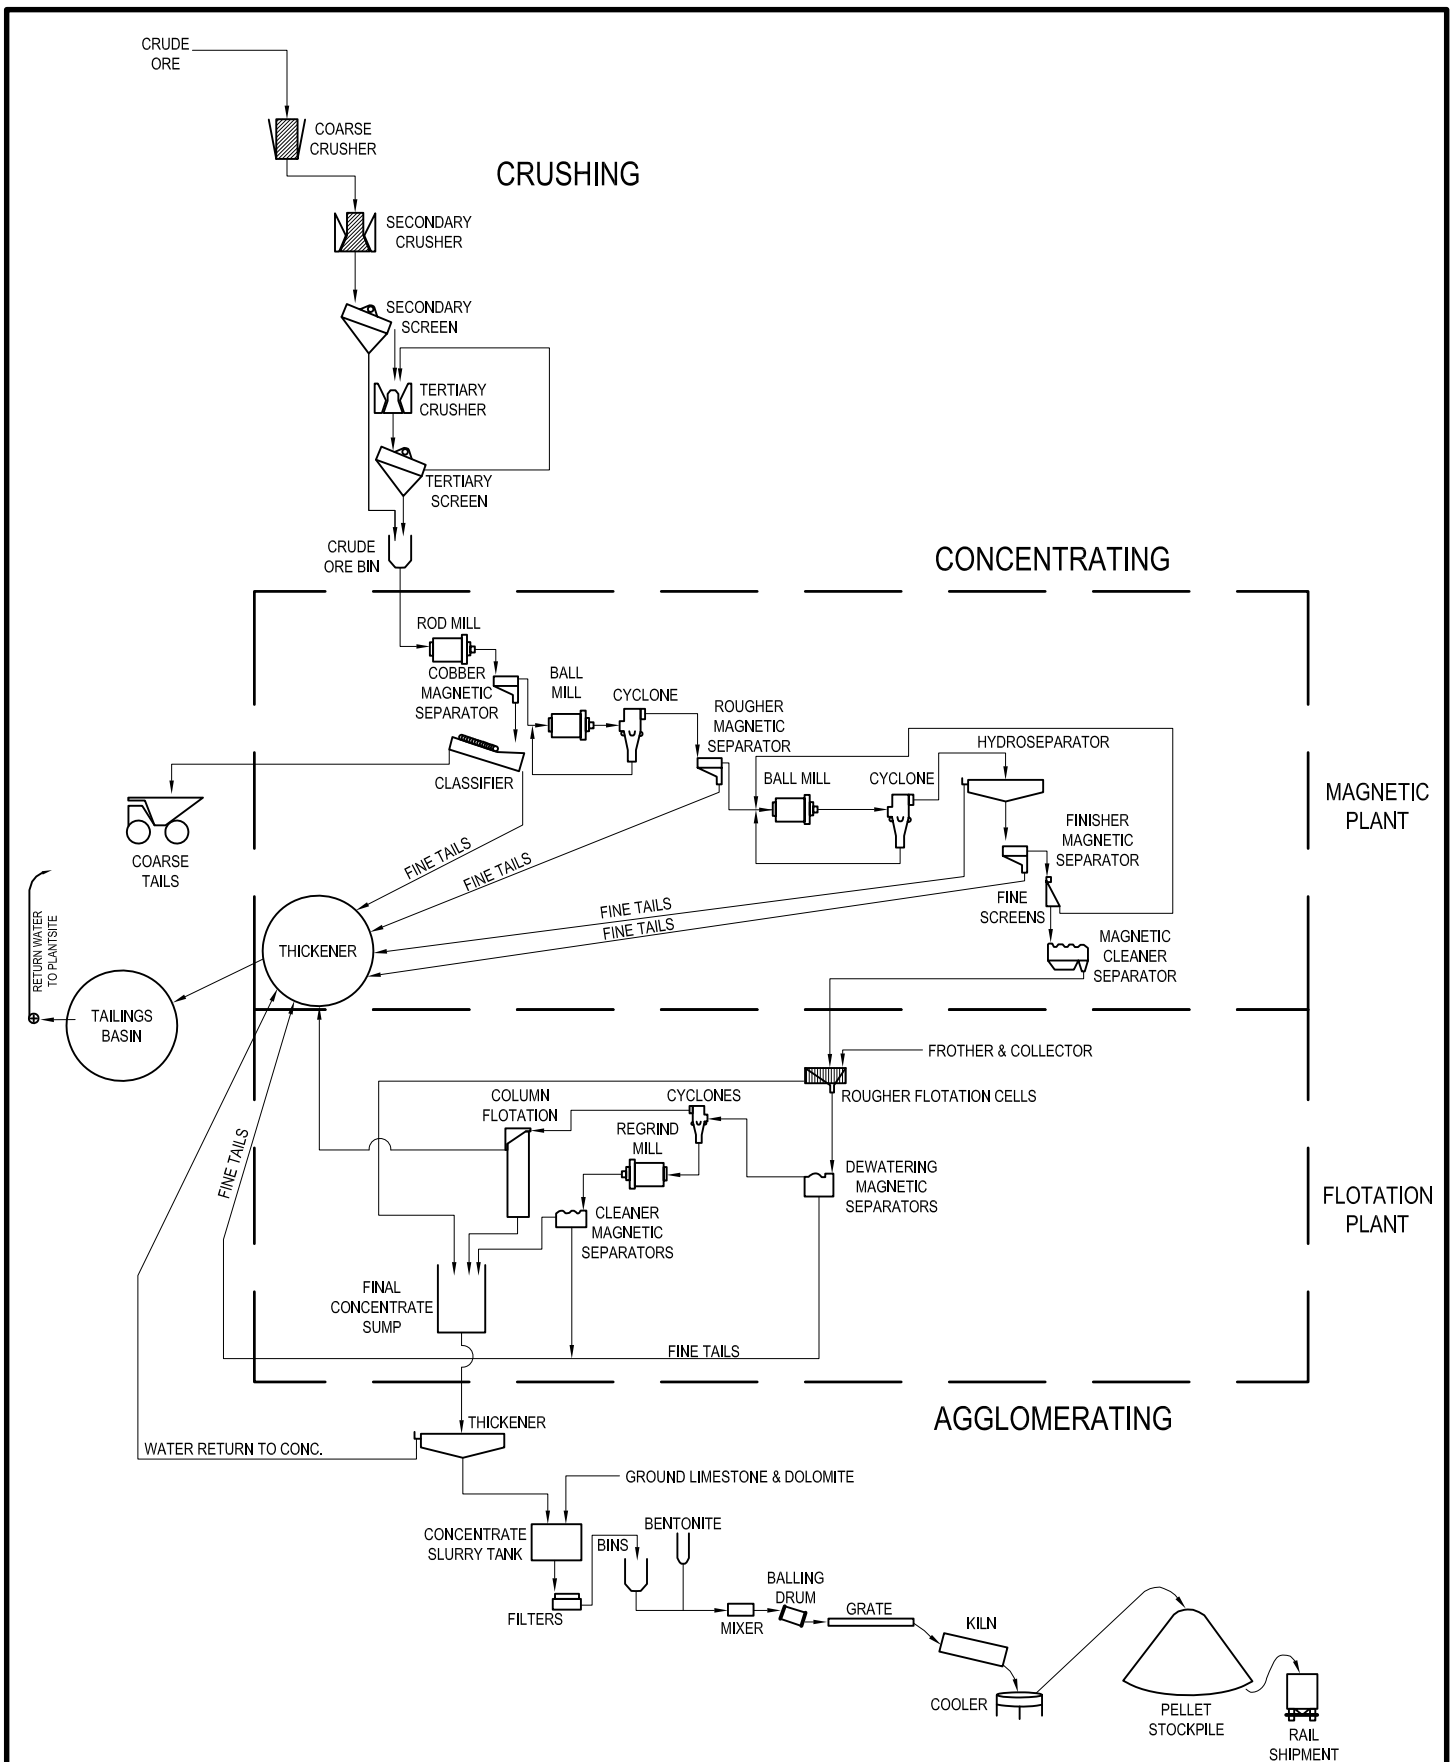 CRUDE
ORE
COARSE
CRUSHER
CRUSHING
SECONDARY
CRUSHER
SECONDARY
SCREEN
TERTIARY
CRUSHER
TERTIARY
SCREEN
CRUDE
ORE BIN
CONCENTRATING
ROD MILL
COBBER
MAGNETIC
SEPARATOR
BALL
MILL
CYCLONE
ROUGHER
MAGNETIC
SEPARATOR
HYDROSEPARATOR
CLASSIFIER
BALL MILL
CYCLONE
MAGNETIC
PLANT
FINISHER
MAGNETIC
SEPARATOR
COARSE
TAILS
FINE TAILS
FINE TAILS
FINE TAILS
FINE TAILS
FINE
SCREENS
MAGNETIC
CLEANER
SEPARATOR
THICKENER
RETURN WATER
TO PLANTSITE
TAILINGS
BASIN
FROTHER & COLLECTOR
ROUGHER FLOTATION CELLS
COLUMN
FLOTATION
CYCLONES
REGRIND
MILL
FINE TAILS
DEWATERING
MAGNETIC
SEPARATORS
FLOTATION
PLANT
CLEANER
MAGNETIC
SEPARATORS
FINAL
CONCENTRATE
SUMP
FINE TAILS
AGGLOMERATING
THICKENER
WATER RETURN TO CONC.
GROUND LIMESTONE & DOLOMITE
CONCENTRATE
SLURRY TANK
BINS
BENTONITE
FILTERS
MIXER
BALLING
DRUM
GRATE
KILN
COOLER
PELLET
STOCKPILE
RAIL
SHIPMENT